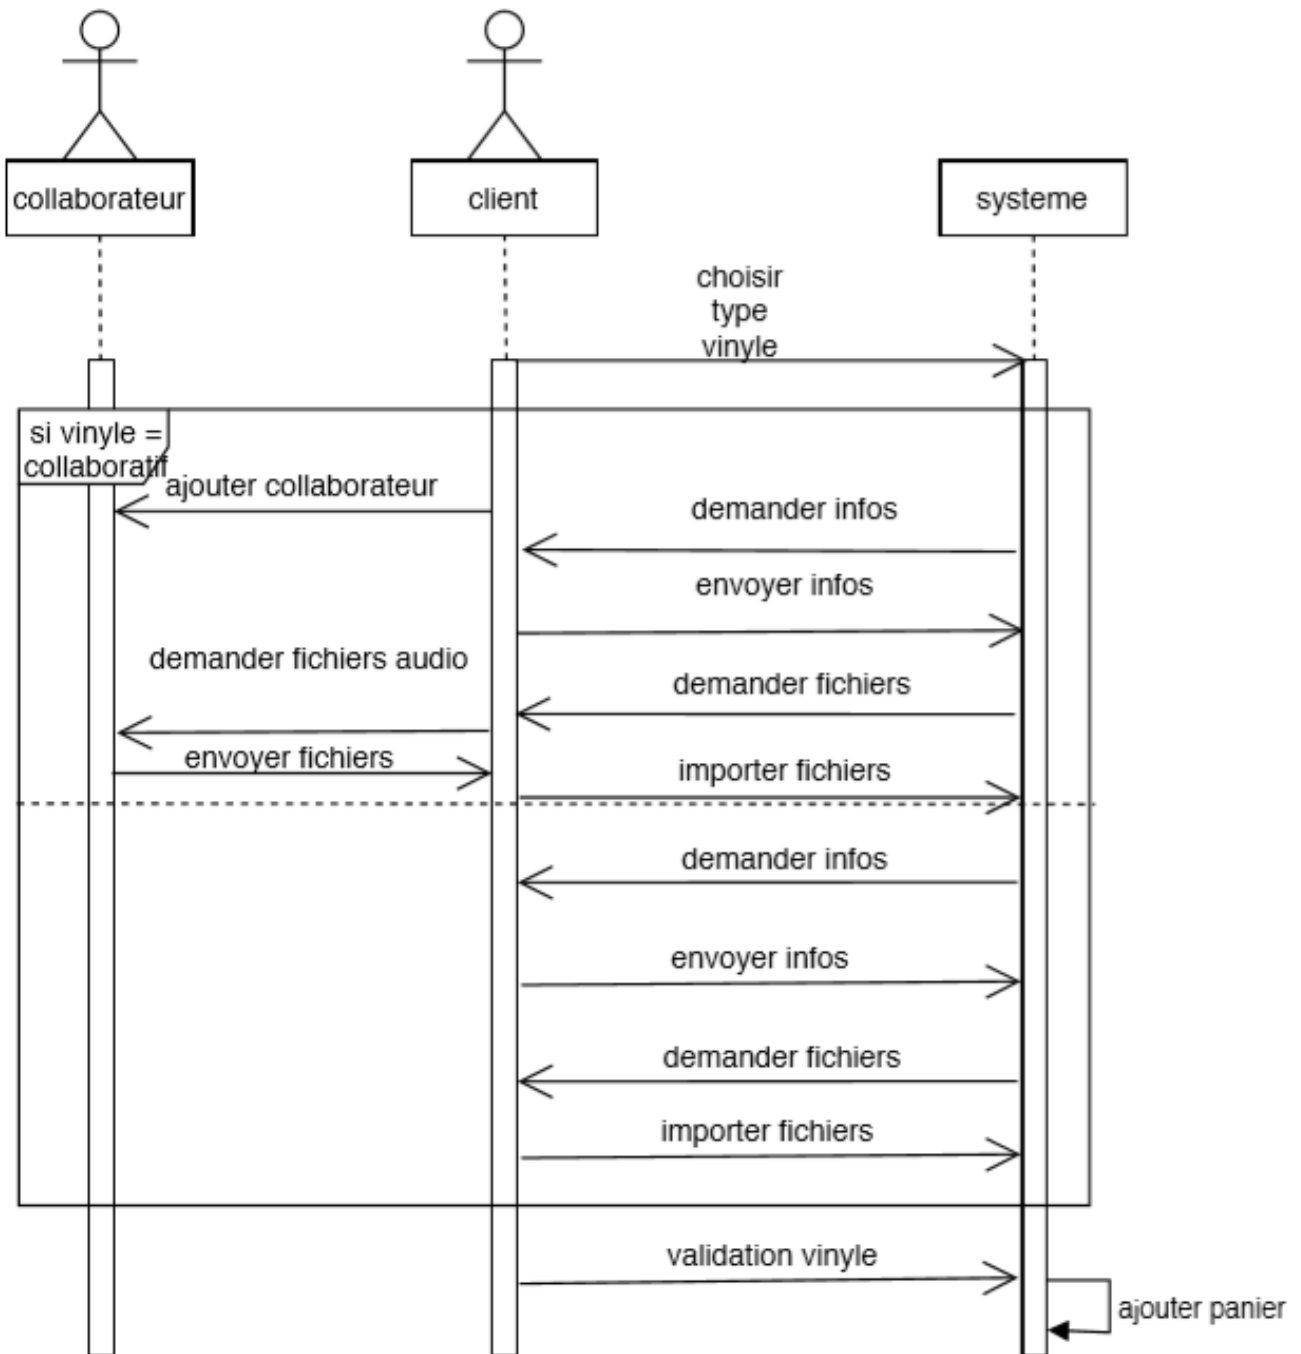 collaborateur
client
systeme
choisir
type
vinyle
si vinyle =
collaboratif
ajouter collaborateur
demander infos
envoyer infos
demander fichiers audio
demander fichiers
envoyer fichiers
importer fichiers
demander infos
envoyer infos
demander fichiers
importer fichiers
validation vinyle
ajouter panier